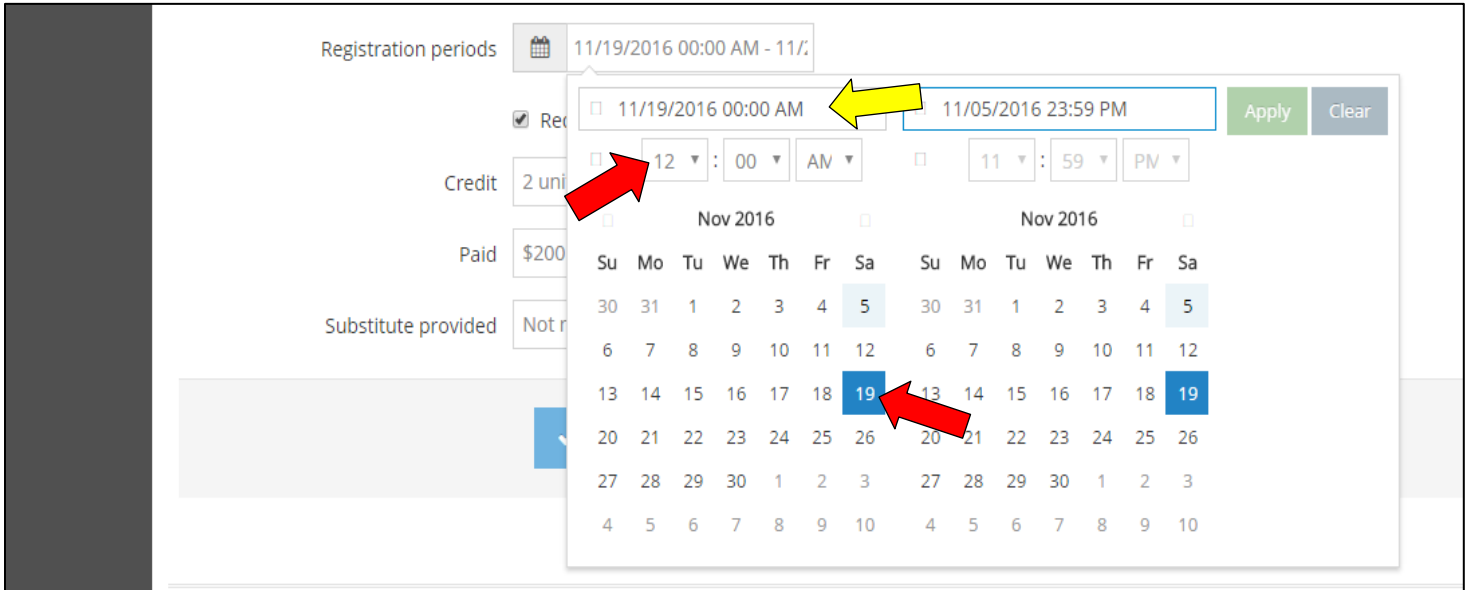 Registration periods 11/19/2016 00:00 AM - 11/
11/19/2016 00:00 AM 11/05/2016 23:59 PM Apply Clear
12 : 00 AM 11 : 59 PM
Credit 2
Nov 2016 Nov 2016
Paid $200
Su Mo Tu We Th Fr Sa Su Mo Tu We Th Fr Sa
30 31 1 2 3 4 5 30 31 1 2 3 4 5
Substitute provided Not
6 7 8 9 10 11 12 6 7 8 9 10 11 12
13 14 15 16 17 18 19 13 14 15 16 17 18 19
20 21 22 23 24 25 26 20 21 22 23 24 25 26
27 28 29 30 1 2 3 27 28 29 30 1 2 3
4 5 6 7 8 9 10 4 5 6 7 8 9 10